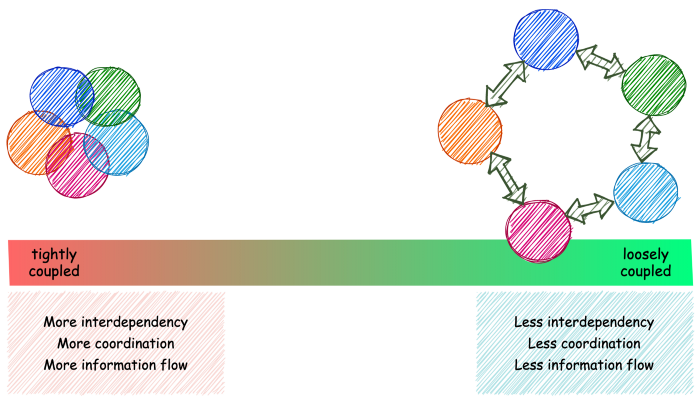 tightly
coupled
loosely
coupled
More interdependency
More coordination
More information flow
Less interdependency
Less coordination
Less information flow